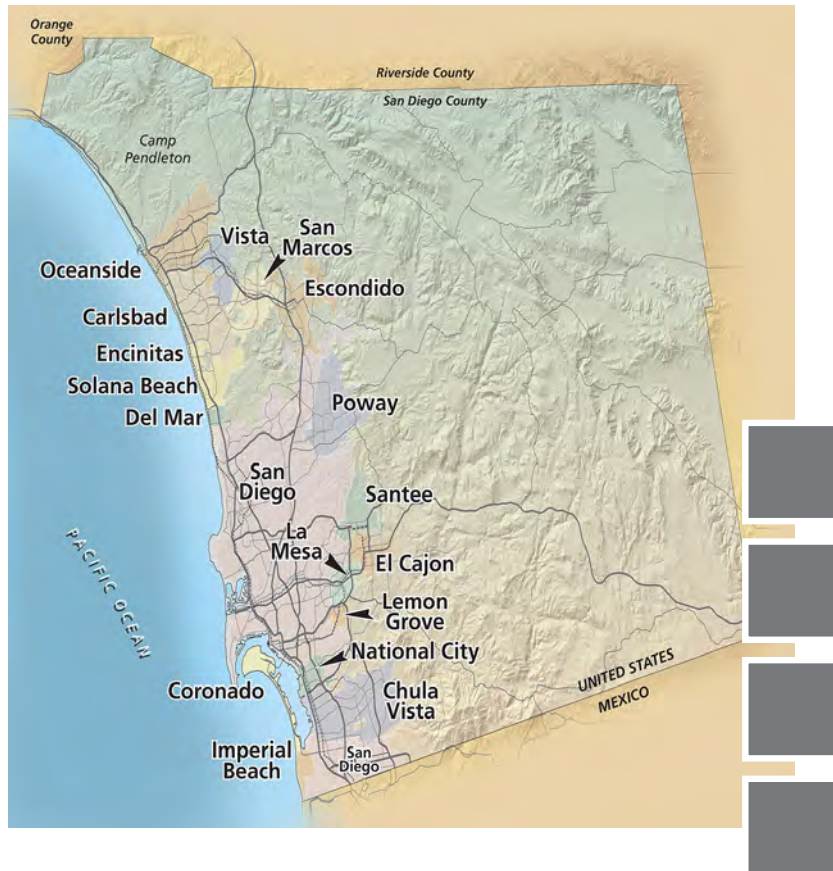 Orange
County
Riverside County
San Diego County
Camp
Pendleton
Vista
San
Marcos
Oceanside
Escondido
Carlsbad
Encinitas
Solana Beach
Del Mar
Poway
San
Diego
Santee
La
Mesa
El Cajon
PACIFIC OCEAN
Lemon
Grove
National City
UNITED STATES
MEXICO
Coronado
Chula
Vista
Imperial
Beach
San
Diego